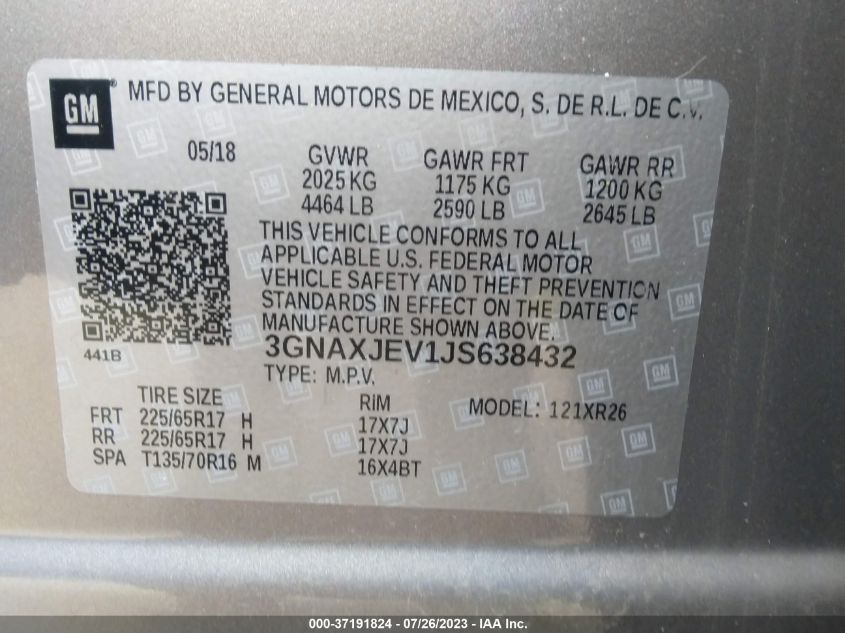 GM ® MFD BY GENERAL MOTORS DE MEXICO, S. DE R.L. DE C.V.
05/18 GVWR GAWR FRT GAWR RR
2025 KG 1175 KG 1200 KG
4464 LB 2590 LB 2645 LB
THIS VEHICLE CONFORMS TO ALL
APPLICABLE U.S. FEDERAL MOTOR
VEHICLE SAFETY AND THEFT PREVENTION
STANDARDS IN EFFECT ON THE DATE OF
MANUFACTURE SHOWN ABOVE.
441B 3GNAXJEV1JS638432
TYPE: M.P.V.
TIRE SIZE RiM MODEL: 121XR26
FRT 225/65R17 H 17X7J
RR 225/65R17 H 17X7J
SPA T135/70R16 M 16X4BT
000-37191824 - 07/26/2023 - IAA Inc.